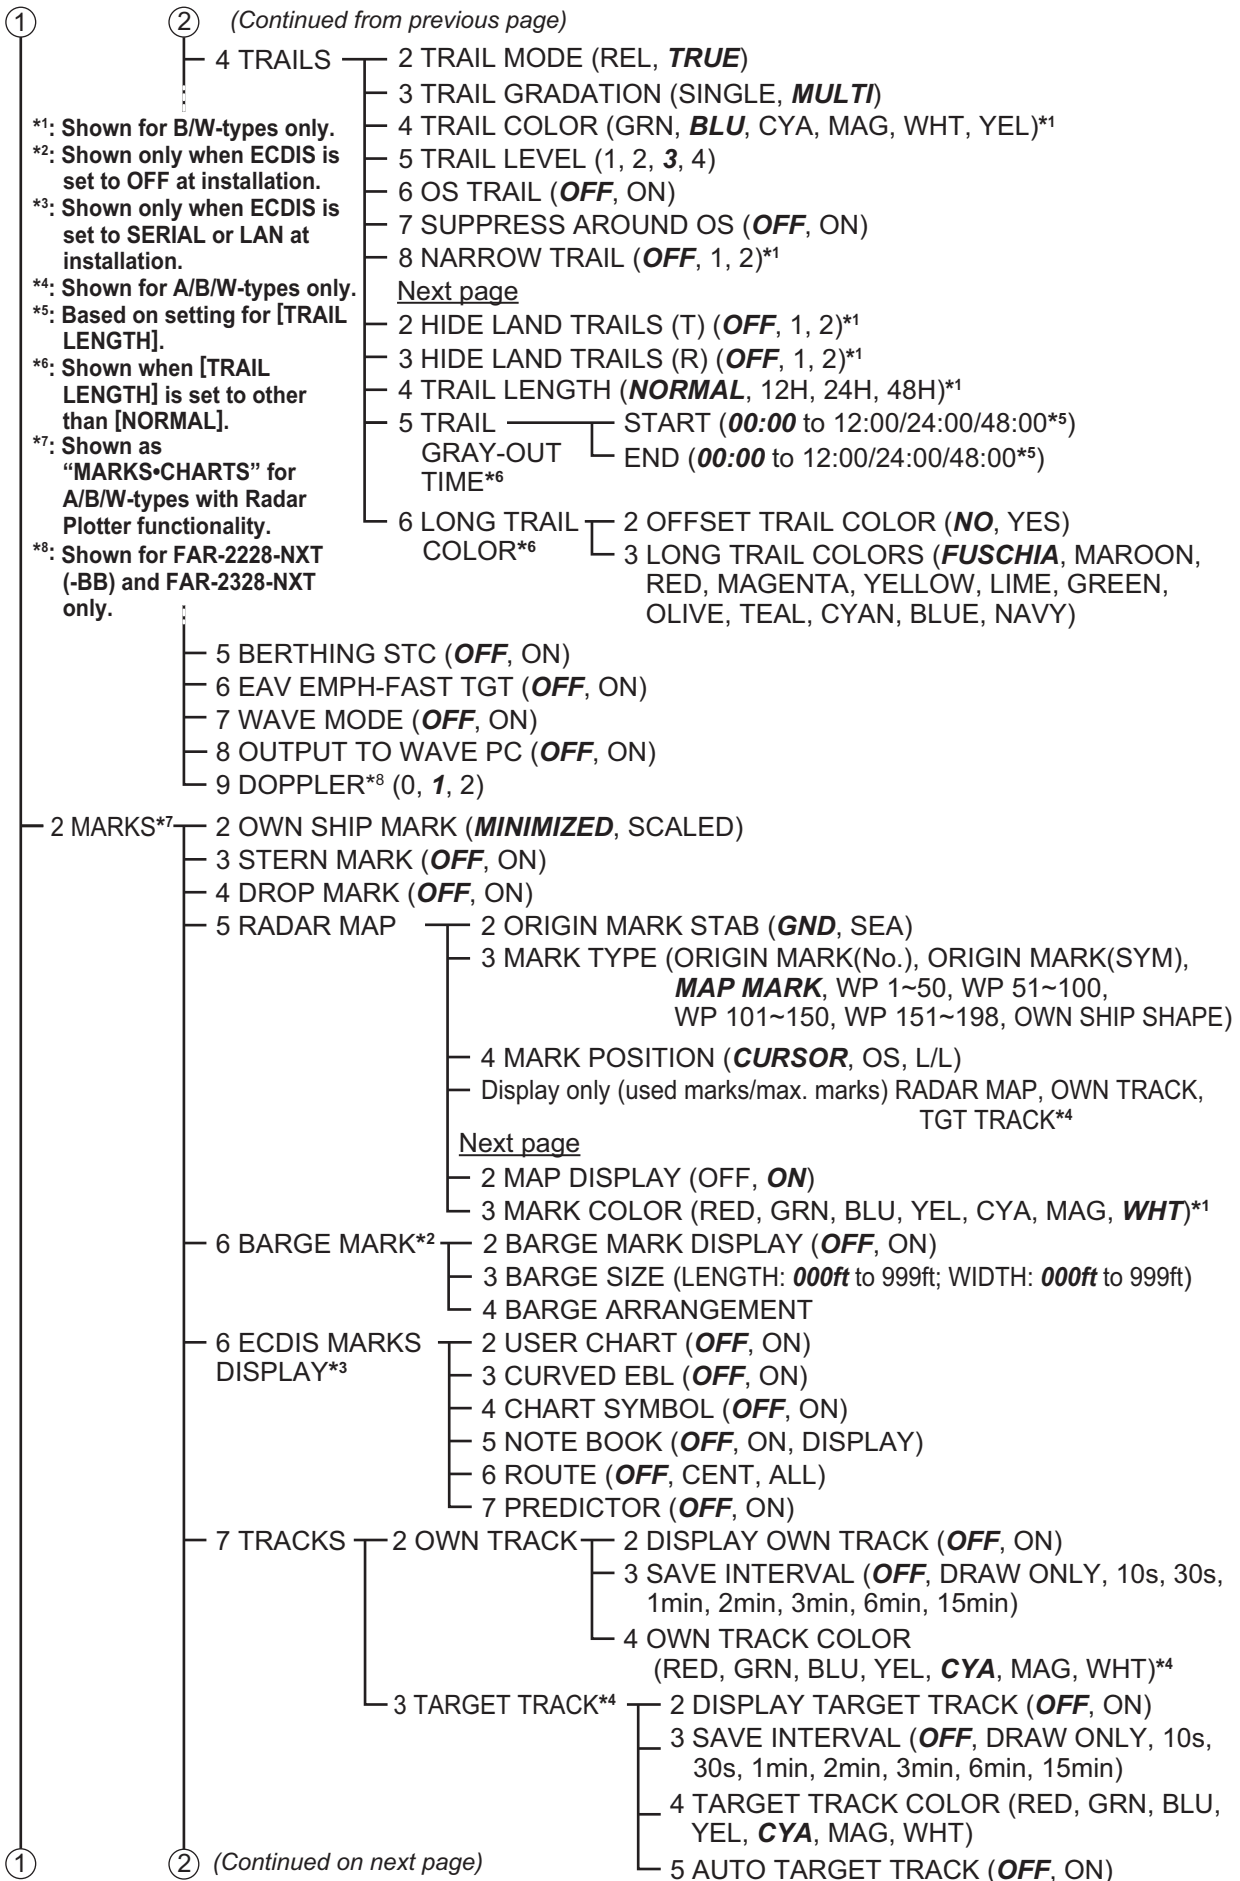 1 2 (Continued from previous page)
4 TRAILS
2 TRAIL MODE (REL, TRUE)
3 TRAIL GRADATION (SINGLE, MULTI)
4 TRAIL COLOR (GRN, BLU, CYA, MAG, WHT, YEL)*1
5 TRAIL LEVEL (1, 2, 3, 4)
6 OS TRAIL (OFF, ON)
7 SUPPRESS AROUND OS (OFF, ON)
8 NARROW TRAIL (OFF, 1, 2)*1
Next page
2 HIDE LAND TRAILS (T) (OFF, 1, 2)*1
3 HIDE LAND TRAILS (R) (OFF, 1, 2)*1
4 TRAIL LENGTH (NORMAL, 12H, 24H, 48H)*1
5 TRAIL
GRAY-OUT
TIME*6
START (00:00 to 12:00/24:00/48:00*5)
END (00:00 to 12:00/24:00/48:00*5)
6 LONG TRAIL
COLOR*6
2 OFFSET TRAIL COLOR (NO, YES)
3 LONG TRAIL COLORS (FUSCHIA, MAROON,
RED, MAGENTA, YELLOW, LIME, GREEN,
OLIVE, TEAL, CYAN, BLUE, NAVY)
*1: Shown for B/W-types only.
*2: Shown only when ECDIS is
set to OFF at installation.
*3: Shown only when ECDIS is
set to SERIAL or LAN at
installation.
*4: Shown for A/B/W-types only.
*5: Based on setting for [TRAIL
LENGTH].
*6: Shown when [TRAIL
LENGTH] is set to other
than [NORMAL].
*7: Shown as
“MARKS•CHARTS” for
A/B/W-types with Radar
Plotter functionality.
*8: Shown for FAR-2228-NXT
(-BB) and FAR-2328-NXT
only.
5 BERTHING STC (OFF, ON)
6 EAV EMPH-FAST TGT (OFF, ON)
7 WAVE MODE (OFF, ON)
8 OUTPUT TO WAVE PC (OFF, ON)
9 DOPPLER*8 (0, 1, 2)
2 MARKS*7
2 OWN SHIP MARK (MINIMIZED, SCALED)
3 STERN MARK (OFF, ON)
4 DROP MARK (OFF, ON)
5 RADAR MAP
2 ORIGIN MARK STAB (GND, SEA)
3 MARK TYPE (ORIGIN MARK(No.), ORIGIN MARK(SYM),
MAP MARK, WP 1~50, WP 51~100,
WP 101~150, WP 151~198, OWN SHIP SHAPE)
4 MARK POSITION (CURSOR, OS, L/L)
Display only (used marks/max. marks) RADAR MAP, OWN TRACK,
TGT TRACK*4
Next page
2 MAP DISPLAY (OFF, ON)
3 MARK COLOR (RED, GRN, BLU, YEL, CYA, MAG, WHT)*1
6 BARGE MARK*2
2 BARGE MARK DISPLAY (OFF, ON)
3 BARGE SIZE (LENGTH: 000ft to 999ft; WIDTH: 000ft to 999ft)
4 BARGE ARRANGEMENT
6 ECDIS MARKS
DISPLAY*3
2 USER CHART (OFF, ON)
3 CURVED EBL (OFF, ON)
4 CHART SYMBOL (OFF, ON)
5 NOTE BOOK (OFF, ON, DISPLAY)
6 ROUTE (OFF, CENT, ALL)
7 PREDICTOR (OFF, ON)
7 TRACKS
2 OWN TRACK
2 DISPLAY OWN TRACK (OFF, ON)
3 SAVE INTERVAL (OFF, DRAW ONLY, 10s, 30s,
1min, 2min, 3min, 6min, 15min)
4 OWN TRACK COLOR
(RED, GRN, BLU, YEL, CYA, MAG, WHT)*4
3 TARGET TRACK*4
2 DISPLAY TARGET TRACK (OFF, ON)
3 SAVE INTERVAL (OFF, DRAW ONLY, 10s,
30s, 1min, 2min, 3min, 6min, 15min)
4 TARGET TRACK COLOR (RED, GRN, BLU,
YEL, CYA, MAG, WHT)
5 AUTO TARGET TRACK (OFF, ON)
1 2 (Continued on next page)